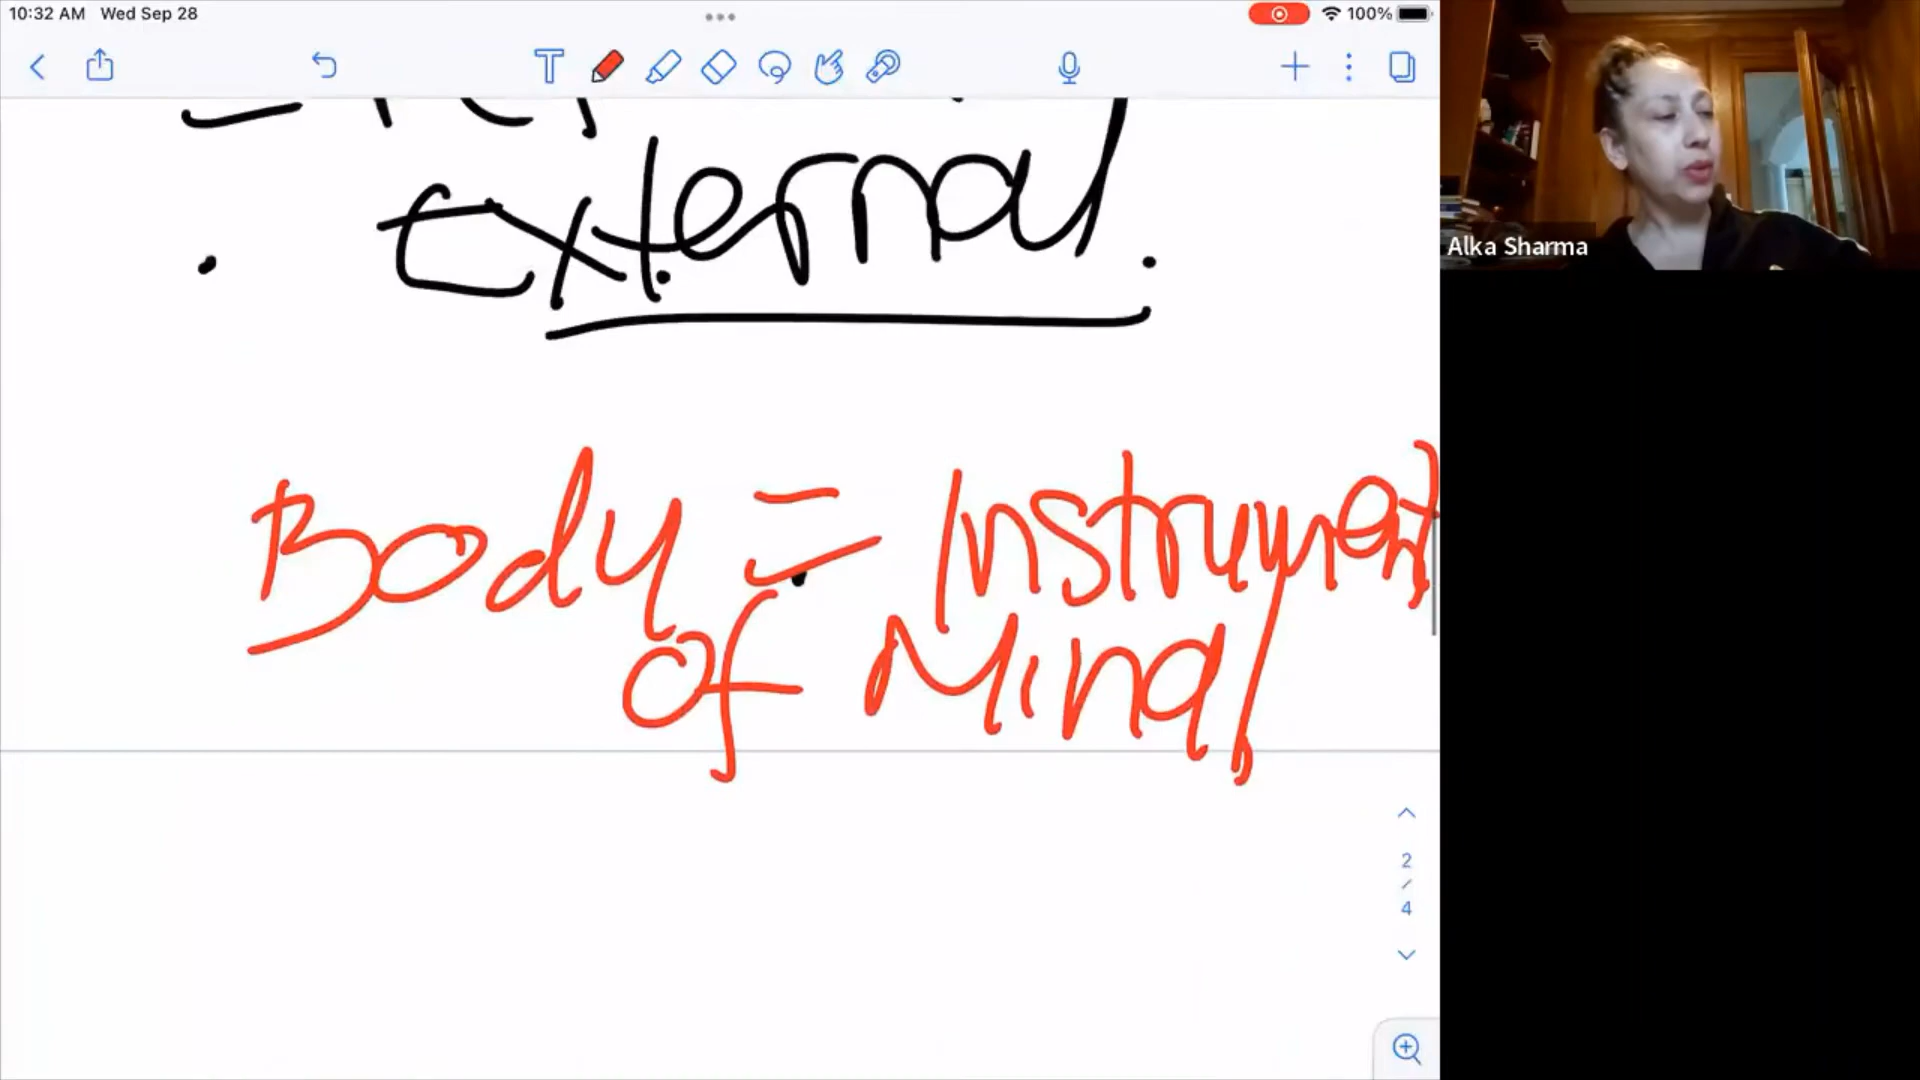 10:32 AM Wed Sep 28
100%
External.
Alka Sharma
Body = Instrument
of Mind
2
/
4